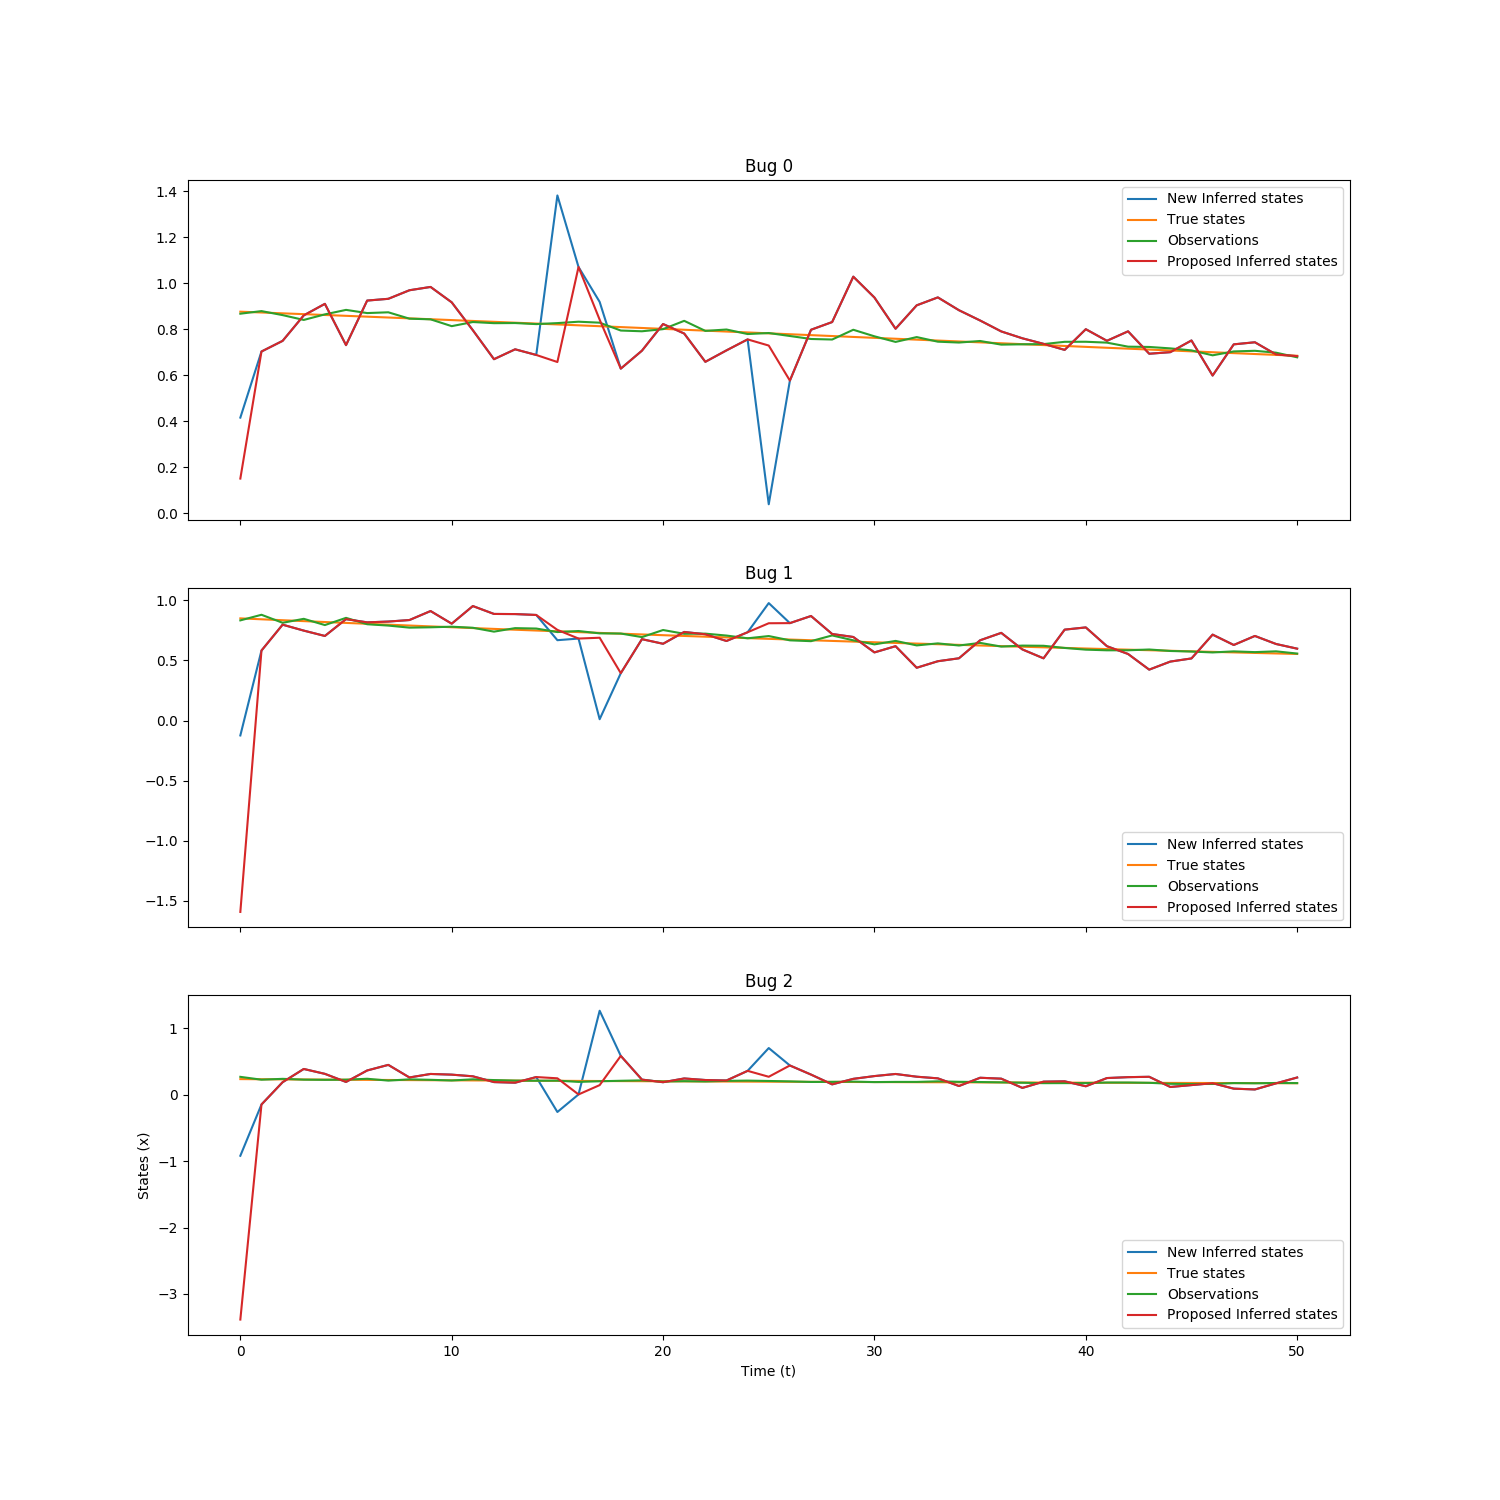 Bug 0
1.4
1.2
1.0
0.8
0.6
0.4
0.2
0.0
New Inferred states
True states
Observations
Proposed Inferred states
Bug 1
1.0
0.5
0.0
−0.5
−1.0
−1.5
New Inferred states
True states
Observations
Proposed Inferred states
Bug 2
1
0
−1
−2
−3
States (x)
New Inferred states
True states
Observations
Proposed Inferred states
0 10 20 30 40 50
Time (t)